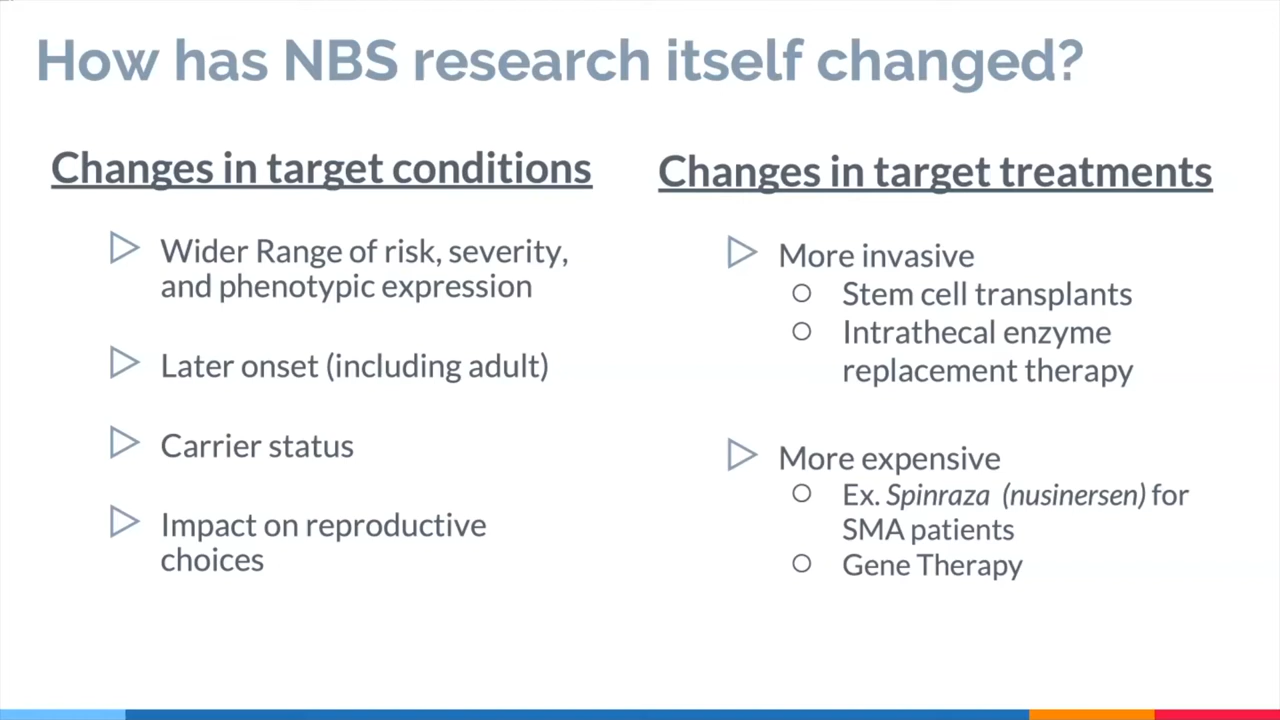 How has NBS research itself changed?
Changes in target conditions
Wider Range of risk, severity,
and phenotypic expression
Later onset (including adult)
Carrier status
Impact on reproductive
choices
Changes in target treatments
More invasive
Stem cell transplants
Intrathecal enzyme
replacement therapy
More expensive
Ex. Spinraza (nusinersen) for
SMA patients
Gene Therapy